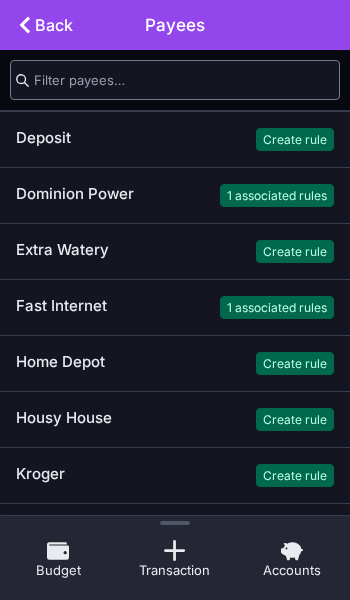 Back
Payees
Filter payees...
Deposit
Create rule
Dominion Power
1 associated rules
Extra Watery
Create rule
Fast Internet
1 associated rules
Home Depot
Create rule
Housy House
Create rule
Kroger
Create rule
Budget
Transaction
Accounts